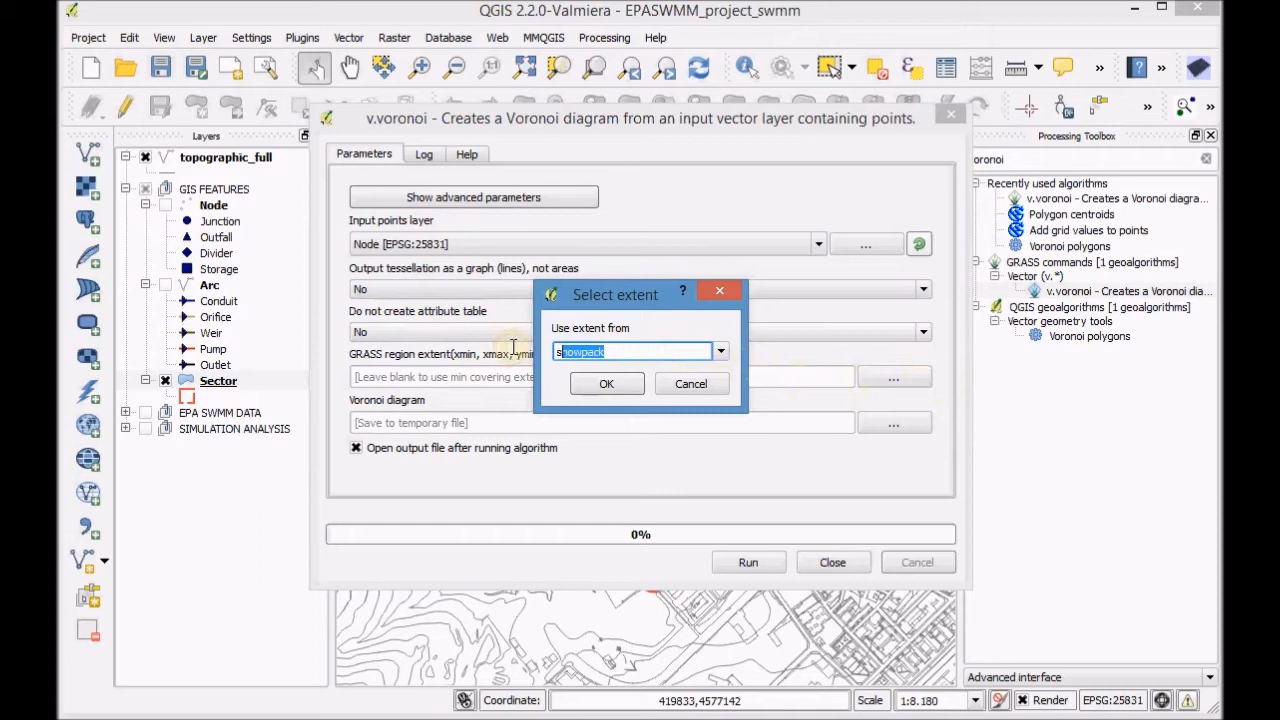 QGIS 2.2.0-Valmiera - EPASWMM_project_swmm
Project Edit View Layer Settings Plugins Vector Raster Database Web MMQGIS Processing Help
Layers
topographic_full
GIS FEATURES
Node
Junction
Outfall
Divider
Storage
Arc
Conduit
Orifice
Weir
Pump
Outlet
Sector
EPA SWMM DATA
SIMULATION ANALYSIS
v.voronoi - Creates a Voronoi diagram from an input vector layer containing points.
Parameters Log Help
Show advanced parameters
Input points layer
Node [EPSG:25831]
...
Output tessellation as a graph (lines), not areas
No
Do not create attribute table
No
GRASS region extent(xmin, xmax, ymin
[Leave blank to use min covering exte
...
Voronoi diagram
[Save to temporary file]
...
Open output file after running algorithm
0%
Run Close Cancel
Select extent ?
Use extent from
snowpack
OK Cancel
Processing Toolbox
oronoi
Recently used algorithms
v.voronoi - Creates a Voronoi diagra...
Polygon centroids
Add grid values to points
Voronoi polygons
GRASS commands [1 geoalgorithms]
Vector (v.*)
v.voronoi - Creates a Voronoi dia...
QGIS geoalgorithms [1 geoalgorithms]
Vector geometry tools
Voronoi polygons
Advanced interface
Coordinate: 419833,4577142 Scale 1:8.180 Render EPSG:25831